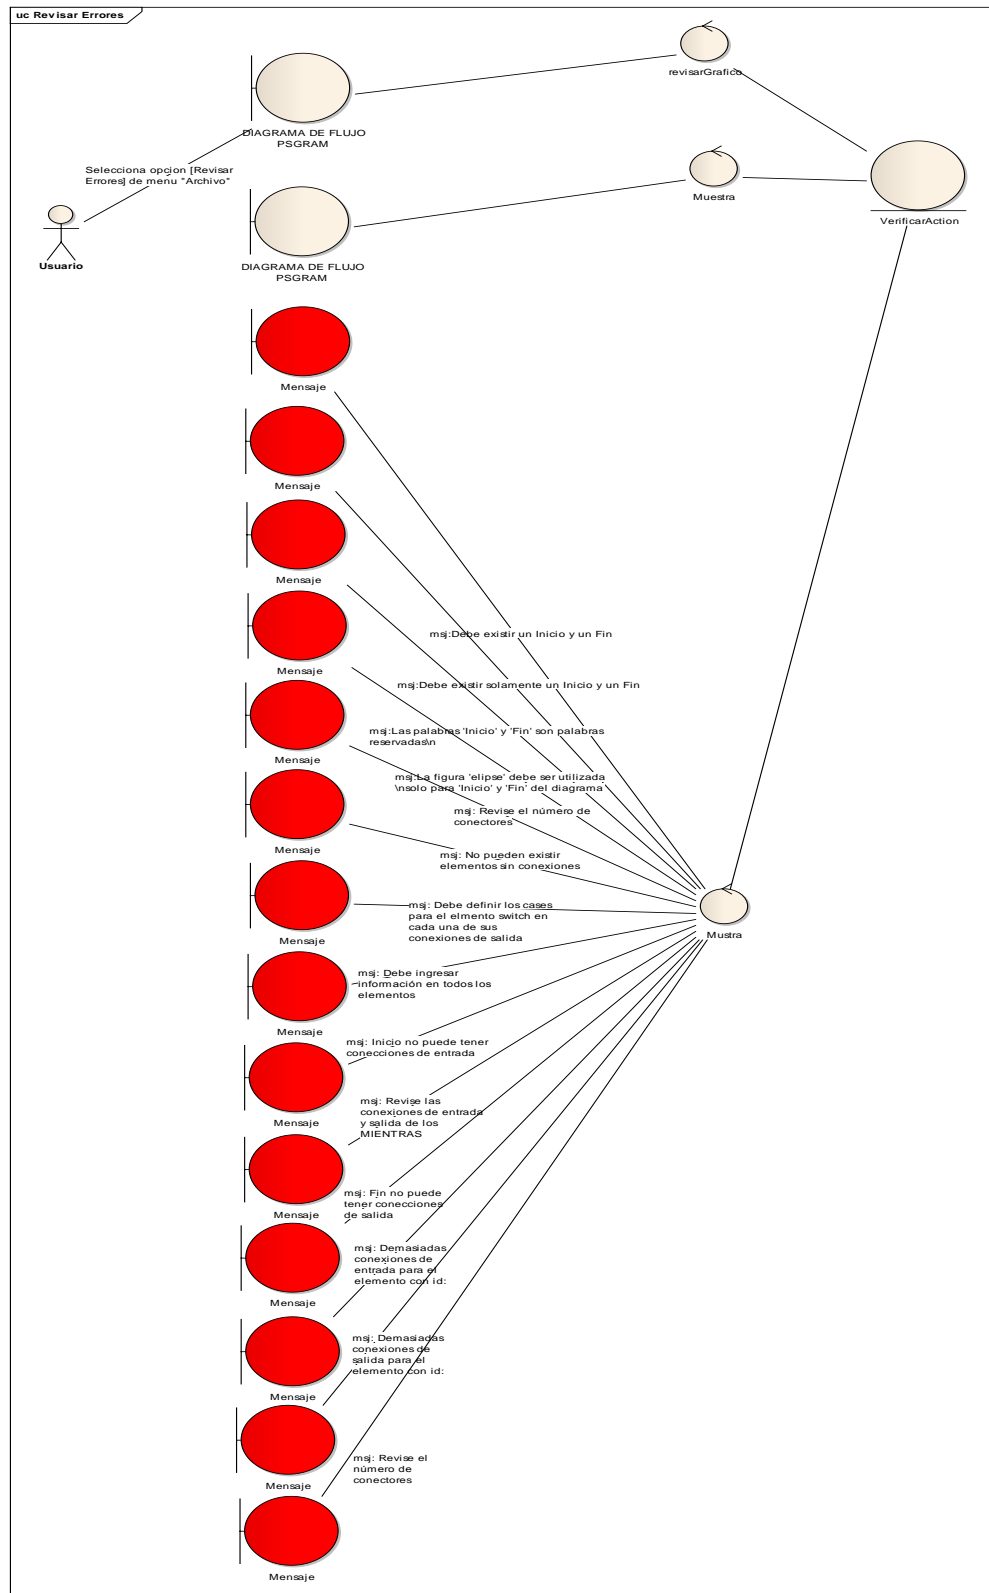 uc Revisar Errores
revisarGrafico
DIAGRAMA DE FLUJO
PSGRAM
Selecciona opcion [Revisar
Errores] de menu "Archivo"
Muestra
VerificarAction
Usuario
DIAGRAMA DE FLUJO
PSGRAM
Mensaje
Mensaje
Mensaje
msj:Debe existir un Inicio y un Fin
Mensaje
msj:Debe existir solamente un Inicio y un Fin
msj:Las palabras 'Inicio' y 'Fin' son palabras
reservadas\n
Mensaje
msj:La figura 'elipse' debe ser utilizada
\nsolo para 'Inicio' y 'Fin' del diagrama
msj: Revise el número de
conectores
Mensaje
msj: No pueden existir
elementos sin conexiones
msj: Debe definir los cases
para el elmento switch en
cada una de sus
conexiones de salida
Mensaje
Mustra
msj: Debe ingresar
información en todos los
elementos
Mensaje
msj: Inicio no puede tener
conecciones de entrada
Mensaje
msj: Revise las
conexiones de entrada
y salida de los
MIENTRAS
Mensaje
msj: Fin no puede
tener conecciones
de salida
Mensaje
msj: Demasiadas
conexiones de
entrada para el
elemento con id:
Mensaje
msj: Demasiadas
conexiones de
salida para el
elemento con id:
Mensaje
msj: Revise el
número de
conectores
Mensaje